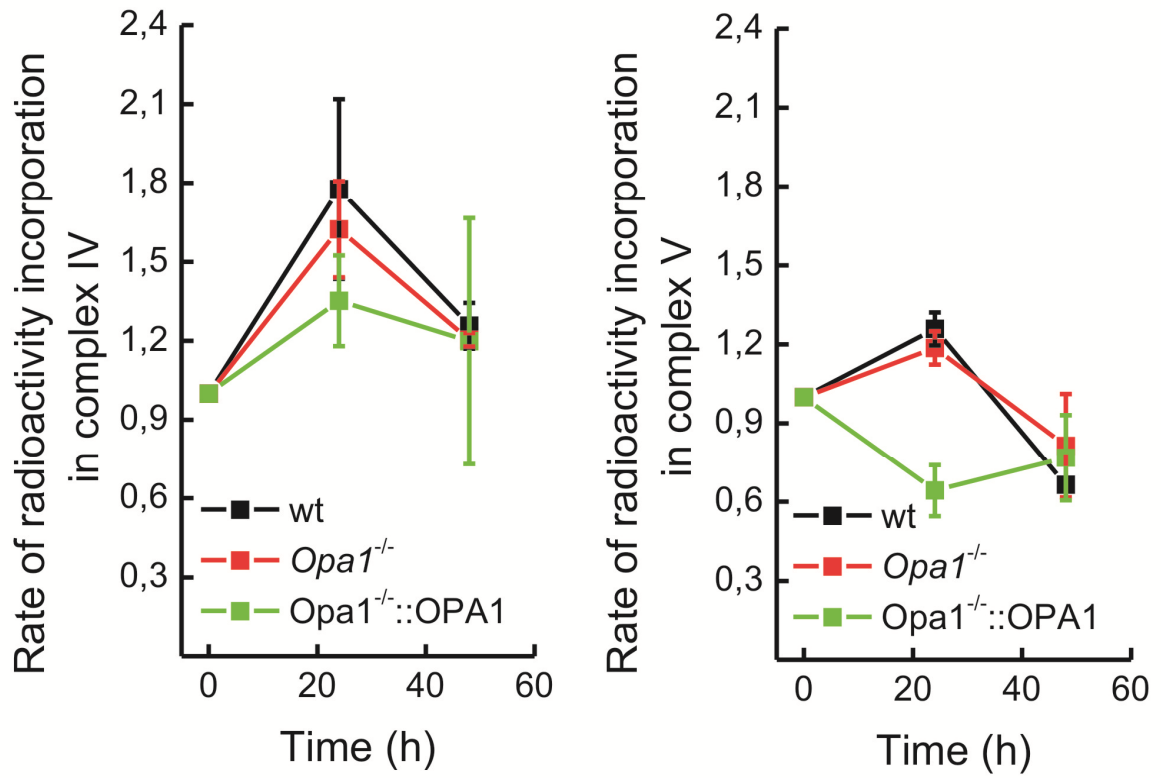 Rate of radioactivity incorporation
in complex IV
2,4
2,1
1,8
1,5
1,2
0,9
0,6
0,3
wt
Opa1-/-
Opa1-/-::OPA1
0 20 40 60
Time (h)
Rate of radioactivity incorporation
in complex V
2,4
2,1
1,8
1,5
1,2
0,9
0,6
0,3
wt
Opa1-/-
Opa1-/-::OPA1
0 20 40 60
Time (h)